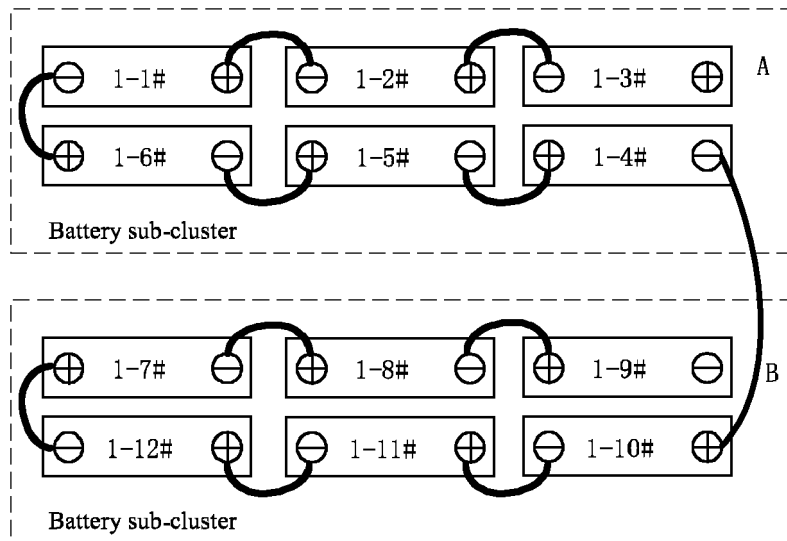 1-1# 1-2# 1-3# A
1-6# 1-5# 1-4#
Battery sub-cluster
1-7# 1-8# 1-9# B
1-12# 1-11# 1-10#
Battery sub-cluster